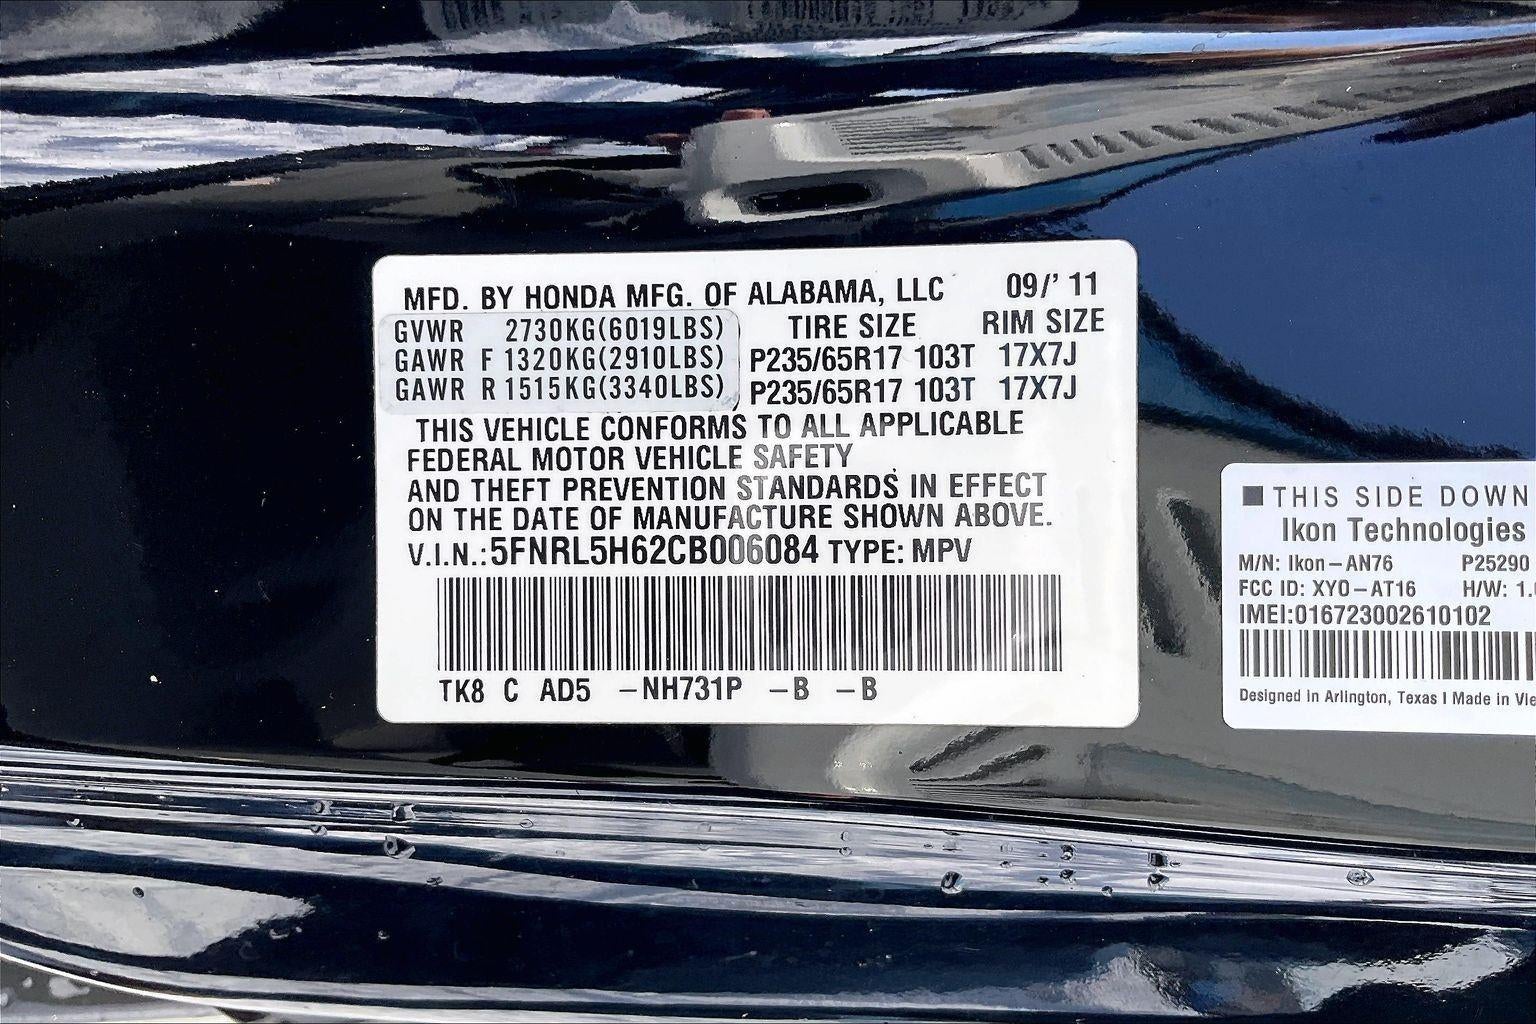 MFD. BY HONDA MFG. OF ALABAMA, LLC 09/' 11
GVWR 2730KG(6019LBS) TIRE SIZE RIM SIZE
GAWR F 1320KG(2910LBS) P235/65R17 103T 17X7J
GAWR R 1515KG(3340LBS) P235/65R17 103T 17X7J
THIS VEHICLE CONFORMS TO ALL APPLICABLE
FEDERAL MOTOR VEHICLE SAFETY
AND THEFT PREVENTION STANDARDS IN EFFECT
ON THE DATE OF MANUFACTURE SHOWN ABOVE.
V.I.N.: 5FNRL5H62CB006084 TYPE: MPV
TK8 C AD5 -NH731P -B -B
THIS SIDE DOWN
Ikon Technologies
M/N: Ikon-AN76 P25290
FCC ID: XYO-AT16 H/W: 1.
IMEI:016723002610102
Designed in Arlington, Texas I Made in